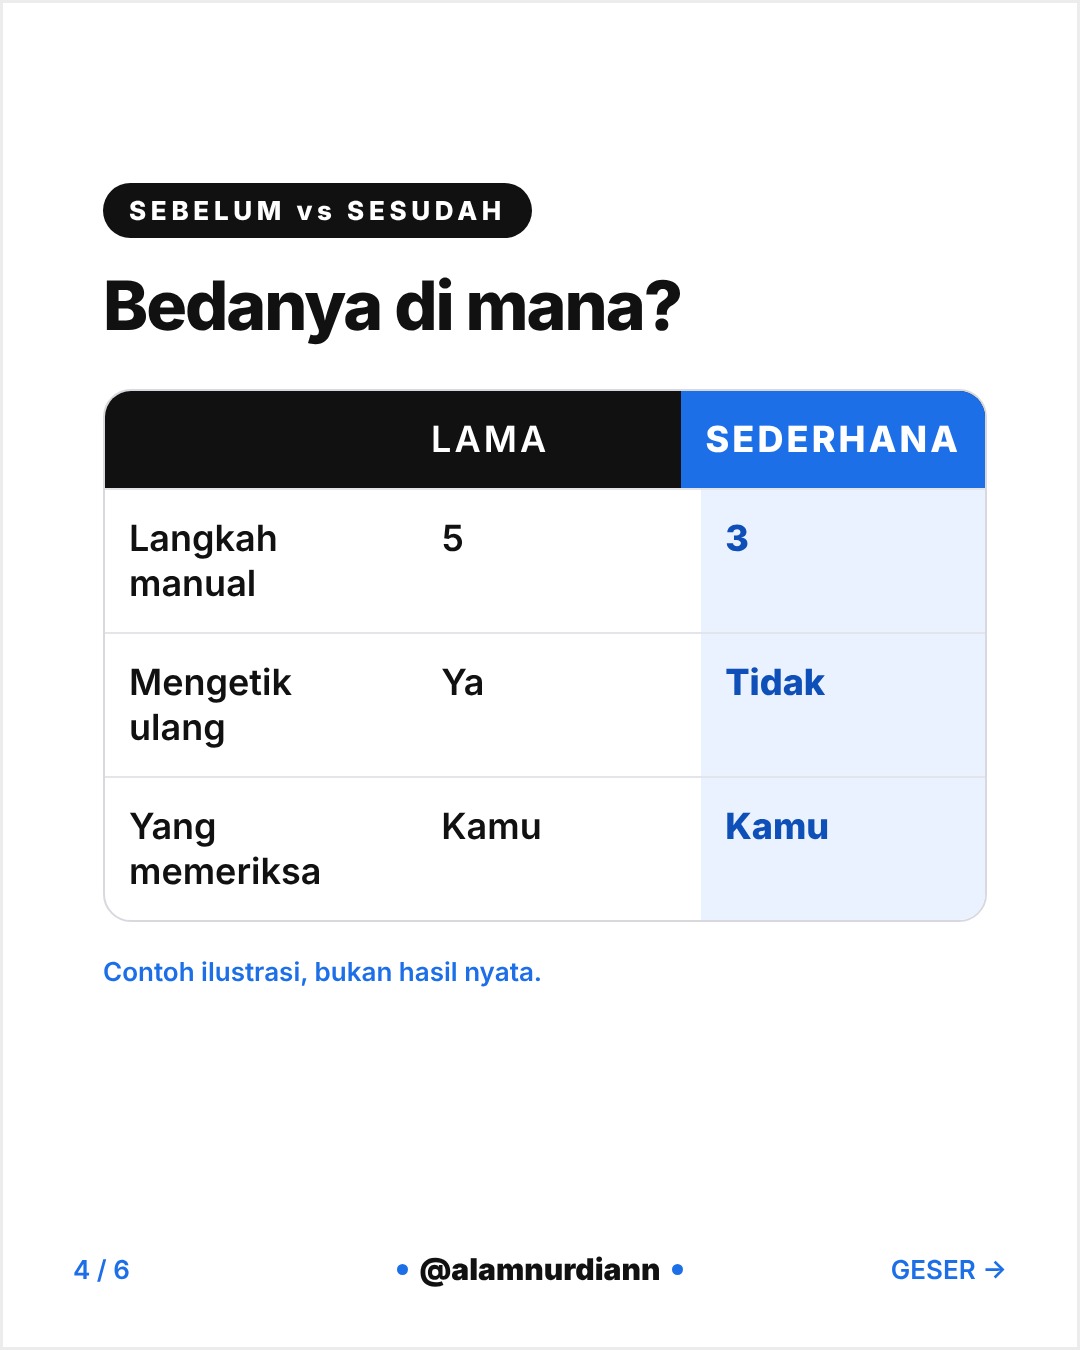 SEBELUM vs SESUDAH
Bedanya di mana?
LAMA SEDERHANA
Langkah manual 5 3
Mengetik ulang Ya Tidak
Yang memeriksa Kamu Kamu
Contoh ilustrasi, bukan hasil nyata.
4 / 6 • @alamnurdiann • GESER →